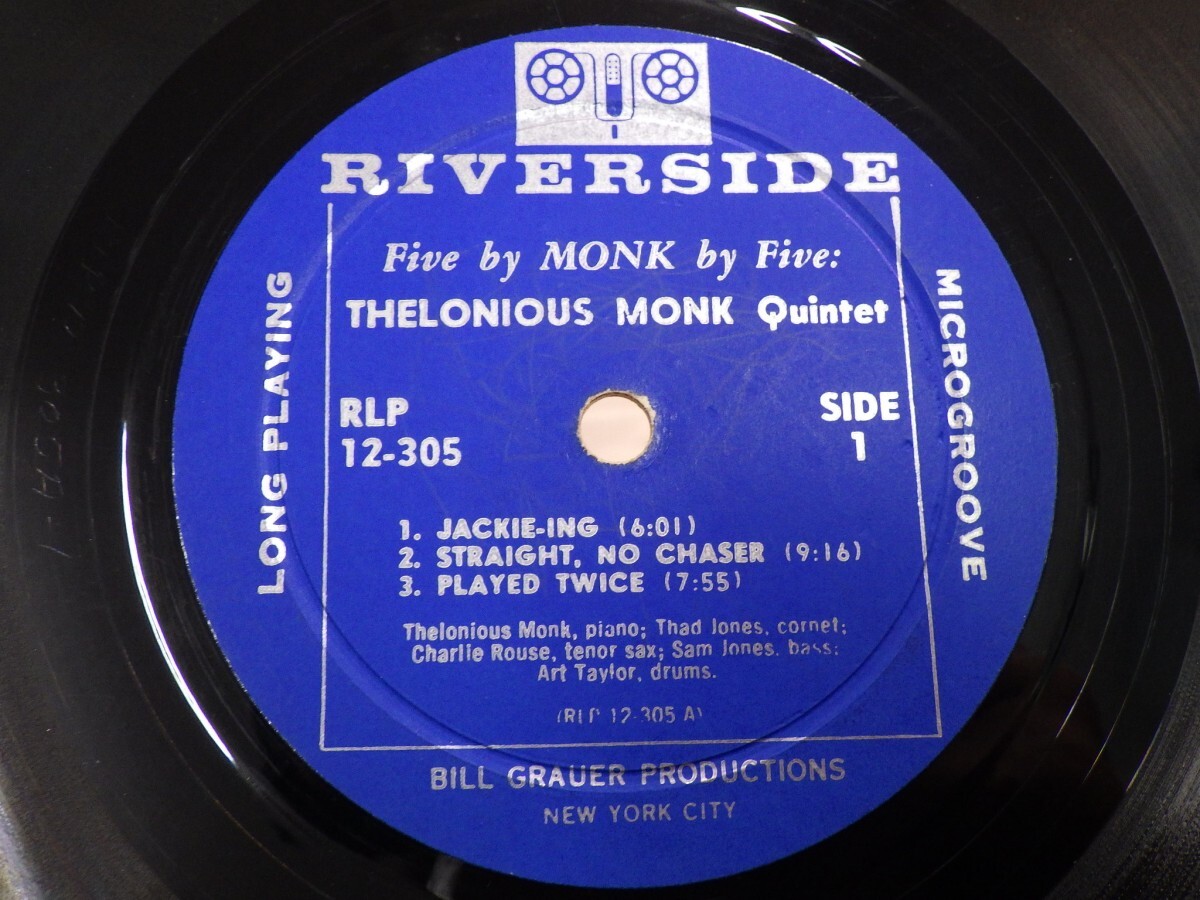 RIVERSIDE
Five by MONK by Five:
THELONIOUS MONK Quintet
LONG PLAYING
MICROGROOVE
RLP
12-305
SIDE
1
1. JACKIE-ING (6:01)
2. STRAIGHT, NO CHASER (9:16)
3. PLAYED TWICE (7:55)
Thelonious Monk, piano; Thad Jones, cornet;
Charlie Rouse, tenor sax; Sam Jones, bass;
Art Taylor, drums.
(RLP 12-305 A)
BILL GRAUER PRODUCTIONS
NEW YORK CITY